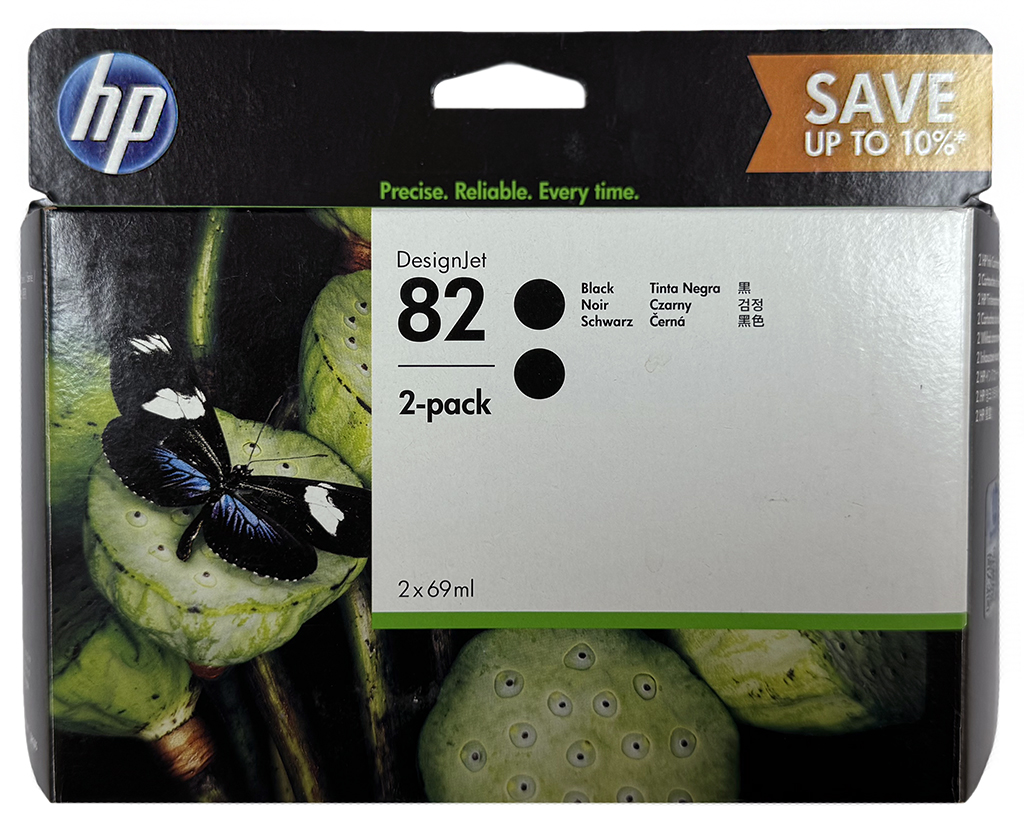 hp
SAVE
UP TO 10%*
Precise. Reliable. Every time.
DesignJet
82
2-pack
Black Tinta Negra 黒
Noir Czarny 검정
Schwarz Černá 黑色
2 x 69ml